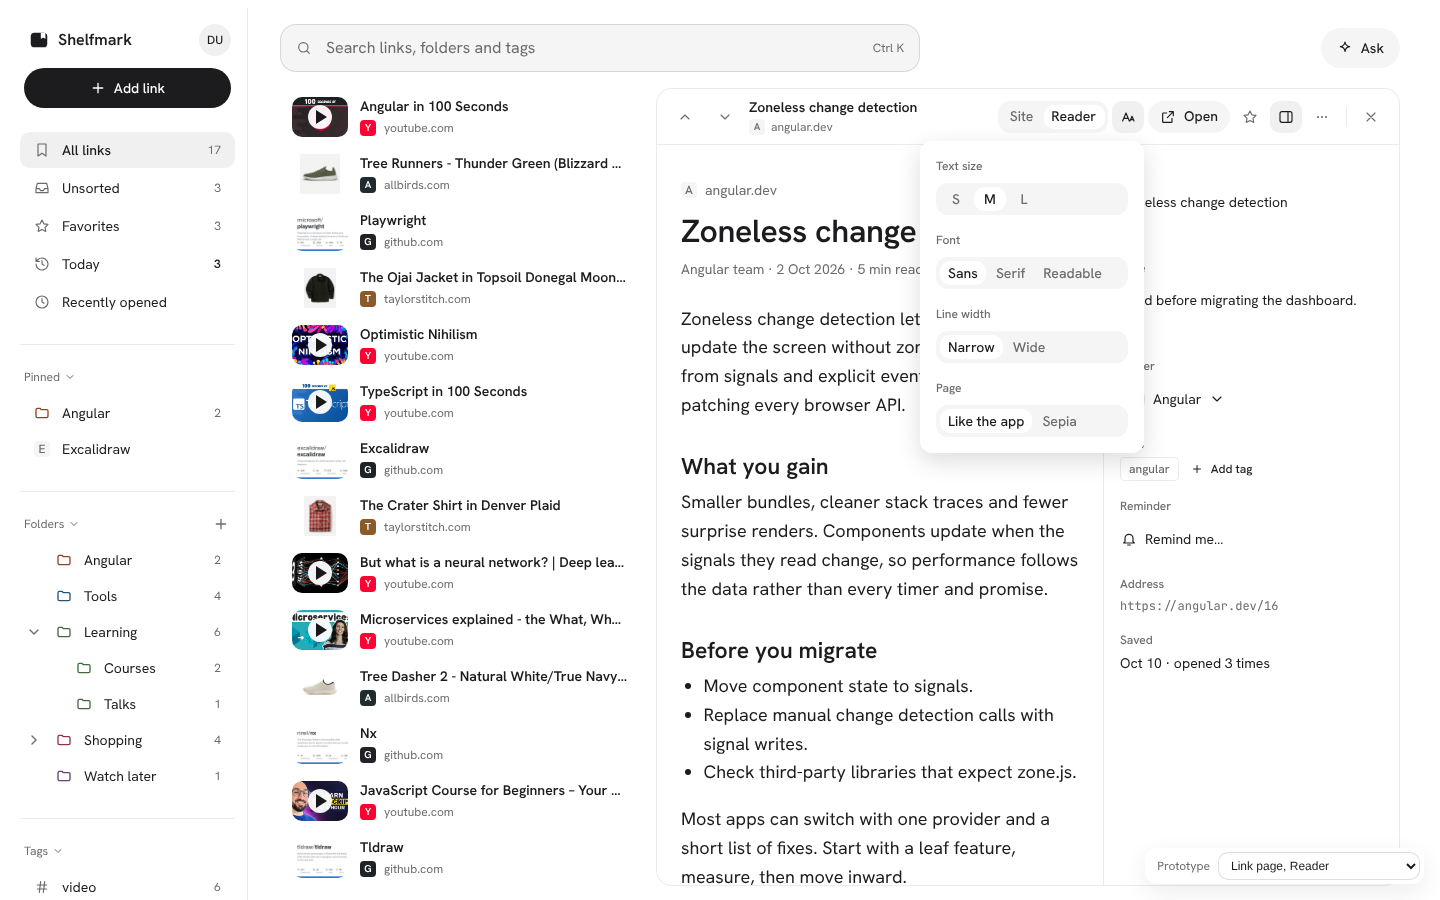 Shelfmark
DU
Add link
All links 17
Unsorted 3
Favorites 3
Today 3
Recently opened
Pinned
Angular 2
E Excalidraw
Folders
Angular 2
Tools 4
Learning 6
Courses 2
Talks 1
Shopping 4
Watch later 1
Tags
# video 6
Search links, folders and tags Ctrl K
Ask
Angular in 100 Seconds
Y youtube.com
Tree Runners - Thunder Green (Blizzard ...
A allbirds.com
microsoft/
playwright
Playwright
G github.com
The Ojai Jacket in Topsoil Donegal Moon...
T taylorstitch.com
Optimistic Nihilism
Y youtube.com
TS
TypeScript in 100 Seconds
Y youtube.com
excalidraw/
excalidraw
Excalidraw
G github.com
The Crater Shirt in Denver Plaid
T taylorstitch.com
But what is a neural network? | Deep lea...
Y youtube.com
Microservices explained - the What, Wh...
Y youtube.com
Tree Dasher 2 - Natural White/True Navy...
A allbirds.com
Nx
G github.com
JavaScript Course for Beginners – Your ...
Y youtube.com
tldraw/tldraw
Tldraw
G github.com
Zoneless change detection
A angular.dev
Site Reader
AA
Open
A angular.dev
Zoneless change
Angular team · 2 Oct 2026 · 5 min read
Zoneless change detection let
update the screen without zon
from signals and explicit even
patching every browser API.
What you gain
Smaller bundles, cleaner stack traces and fewer
surprise renders. Components update when the
signals they read change, so performance follows
the data rather than every timer and promise.
Before you migrate
• Move component state to signals.
• Replace manual change detection calls with
signal writes.
• Check third-party libraries that expect zone.js.
Most apps can switch with one provider and a
short list of fixes. Start with a leaf feature,
measure, then move inward.
Text size
S M L
Font
Sans Serif Readable
Line width
Narrow Wide
Page
Like the app Sepia
eless change detection
e
d before migrating the dashboard.
er
Angular
angular
Add tag
Reminder
Remind me...
Address
https://angular.dev/16
Saved
Oct 10 · opened 3 times
Prototype Link page, Reader